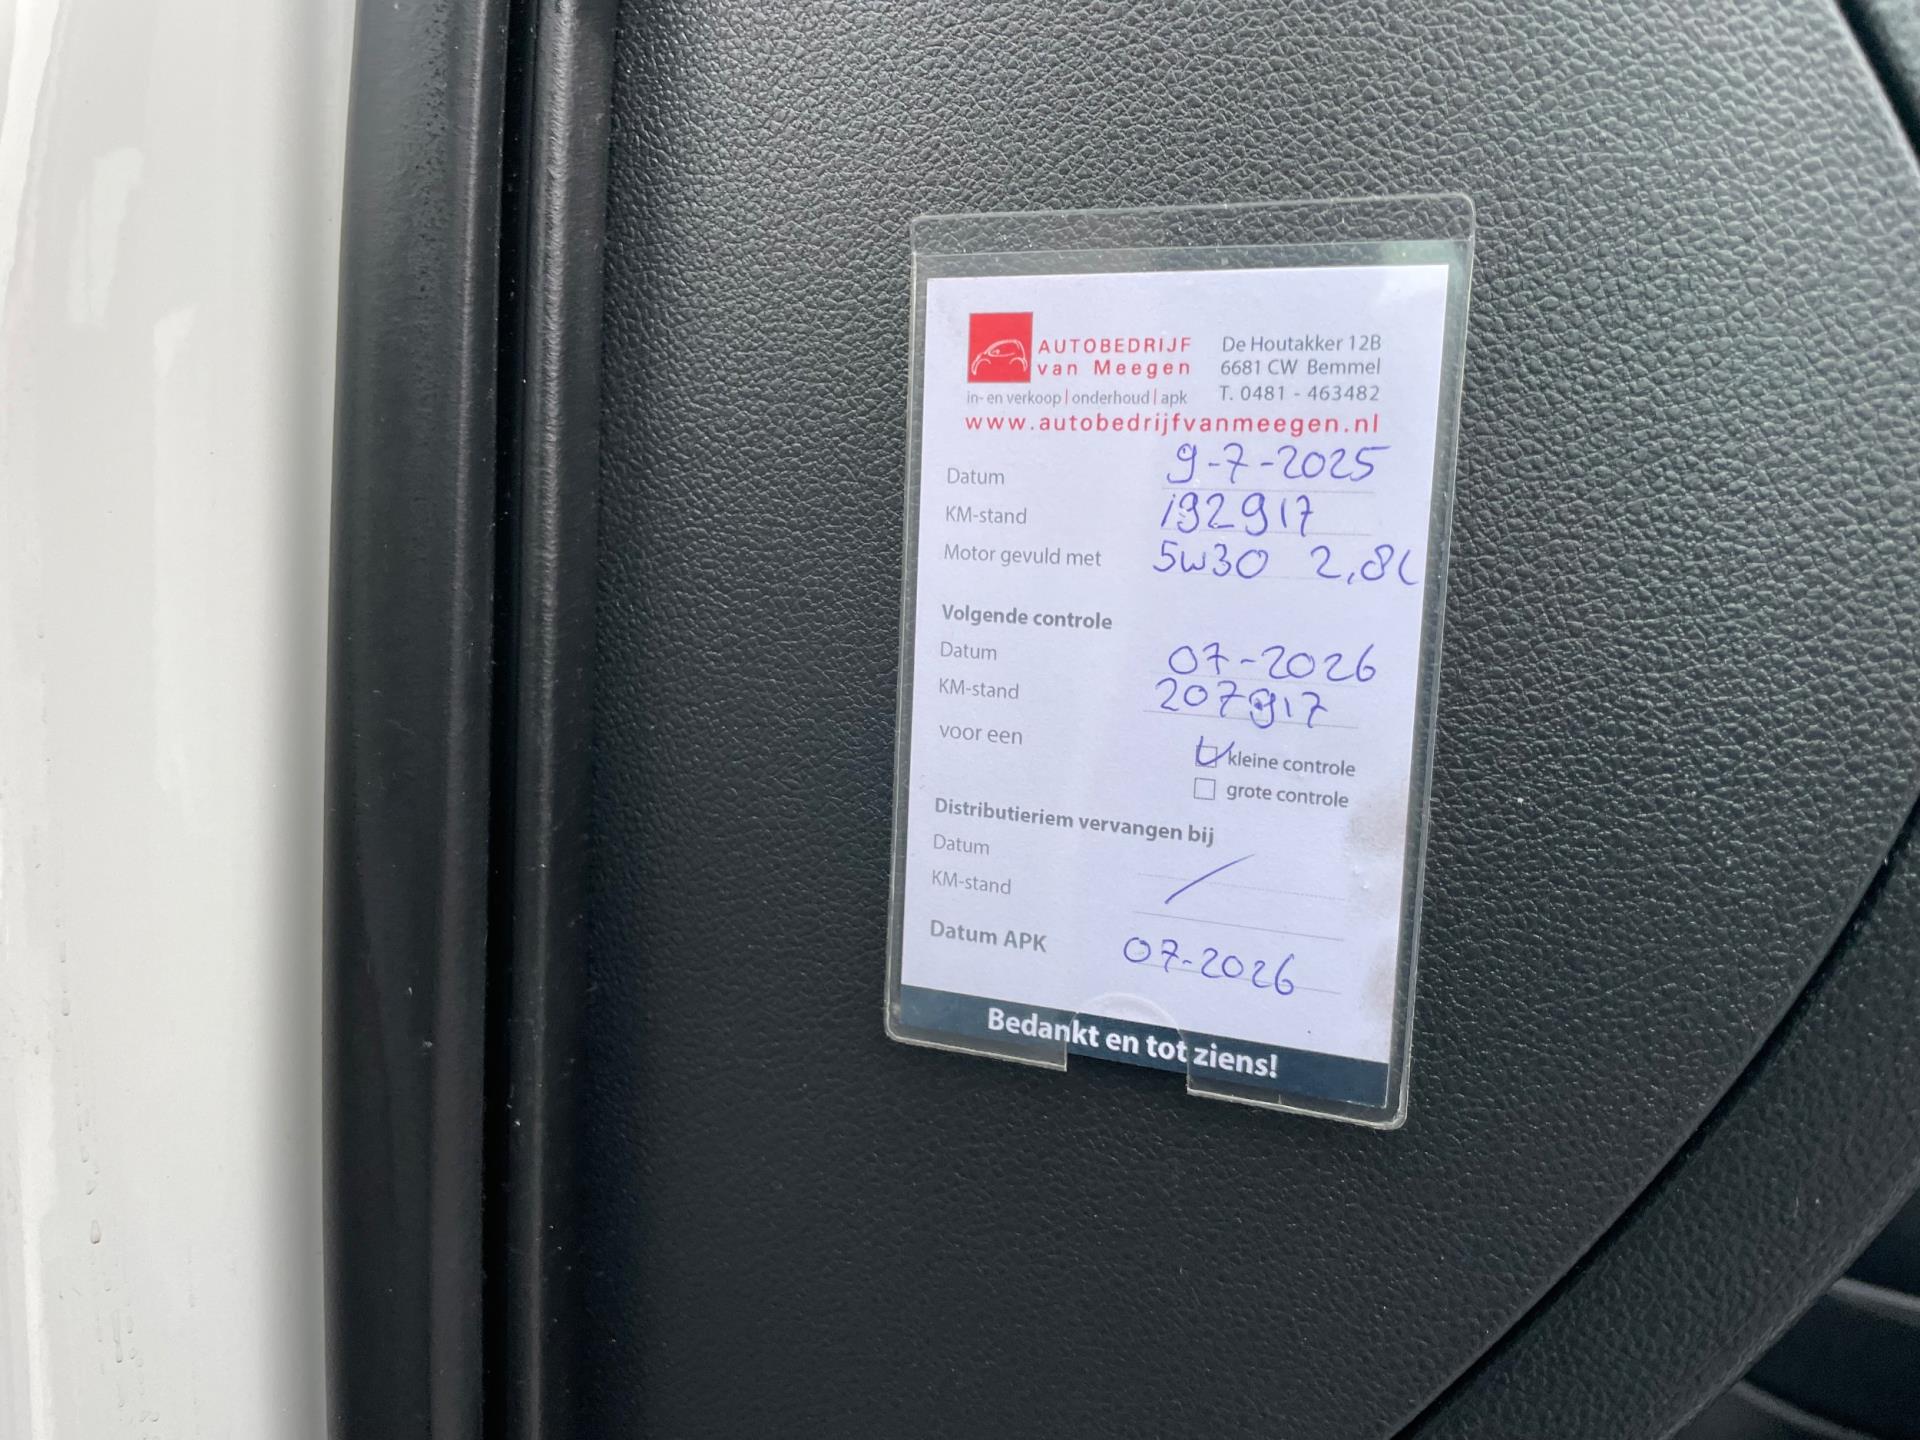 AUTOBEDRIJF
van Meegen
in- en verkoop | onderhoud | apk
De Houtakker 12B
6681 CW Bemmel
T. 0481 - 463482
www.autobedrijfvanmeegen.nl
Datum 9-7-2025
KM-stand 192917
Motor gevuld met 5w30 2,8L
Volgende controle
Datum 07-2026
KM-stand 207917
voor een kleine controle
grote controle
Distributieriem vervangen bij
Datum
KM-stand
Datum APK 07-2026
Bedankt en tot ziens!